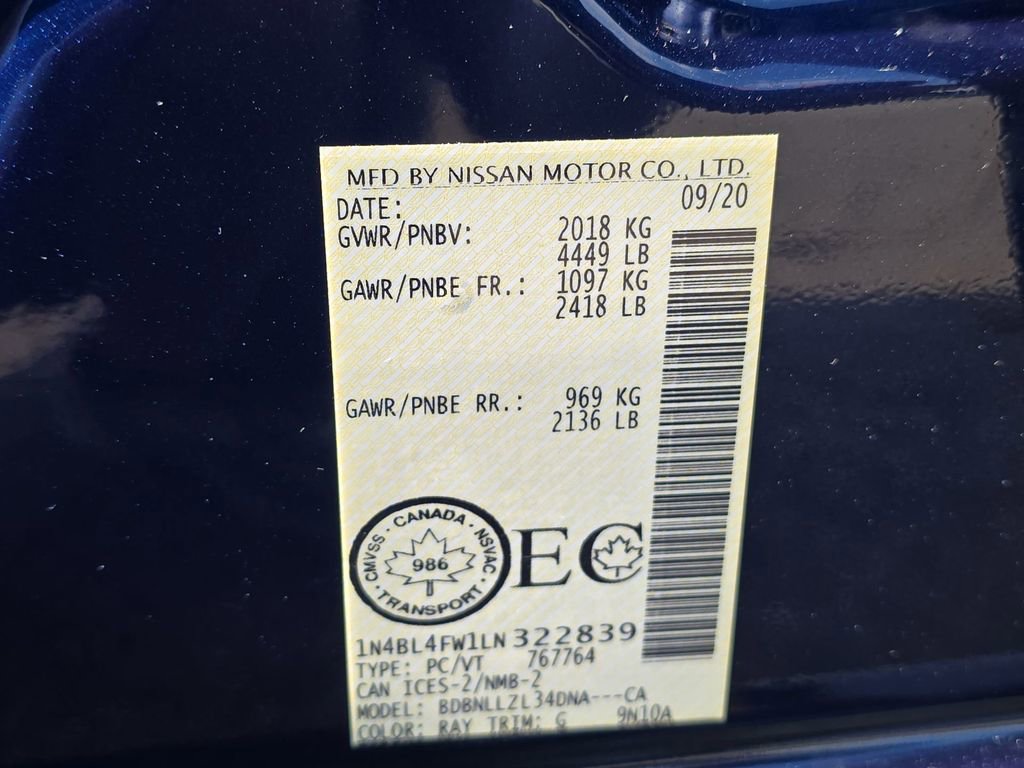 MFD BY NISSAN MOTOR CO., LTD.
DATE: 09/20
GVWR/PNBV: 2018 KG
4449 LB
GAWR/PNBE FR.: 1097 KG
2418 LB
GAWR/PNBE RR.: 969 KG
2136 LB
CMVSS · CANADA · NSVAC · TRANSPORT ·
986
EC
1N4BL4FW1LN322839
TYPE: PC/VT 767764
CAN ICES-2/NMB-2
MODEL: BDBNLLZL34DNA---CA
COLOR: RAY TRIM: G 9N10A